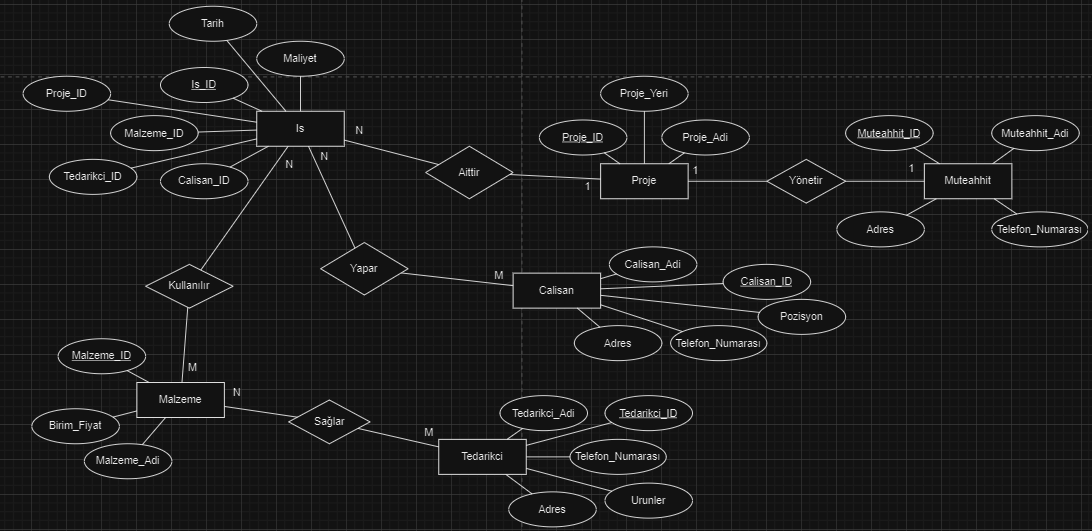 Tarih
Maliyet
Is_ID
Proje_ID
Malzeme_ID
Tedarikci_ID
Calisan_ID
Is
N
N
N
Aittir
1
Proje_Yeri
Proje_ID
Proje_Adi
Proje
1
Yönetir
1
Muteahhit_ID
Muteahhit_Adi
Muteahhit
Adres
Telefon_Numarası
Kullanılır
M
Yapar
M
Calisan
Calisan_Adi
Calisan_ID
Pozisyon
Telefon_Numarası
Adres
Malzeme_ID
Malzeme
Birim_Fiyat
Malzeme_Adi
N
Sağlar
M
Tedarikci
Tedarikci_Adi
Tedarikci_ID
Telefon_Numarası
Urunler
Adres